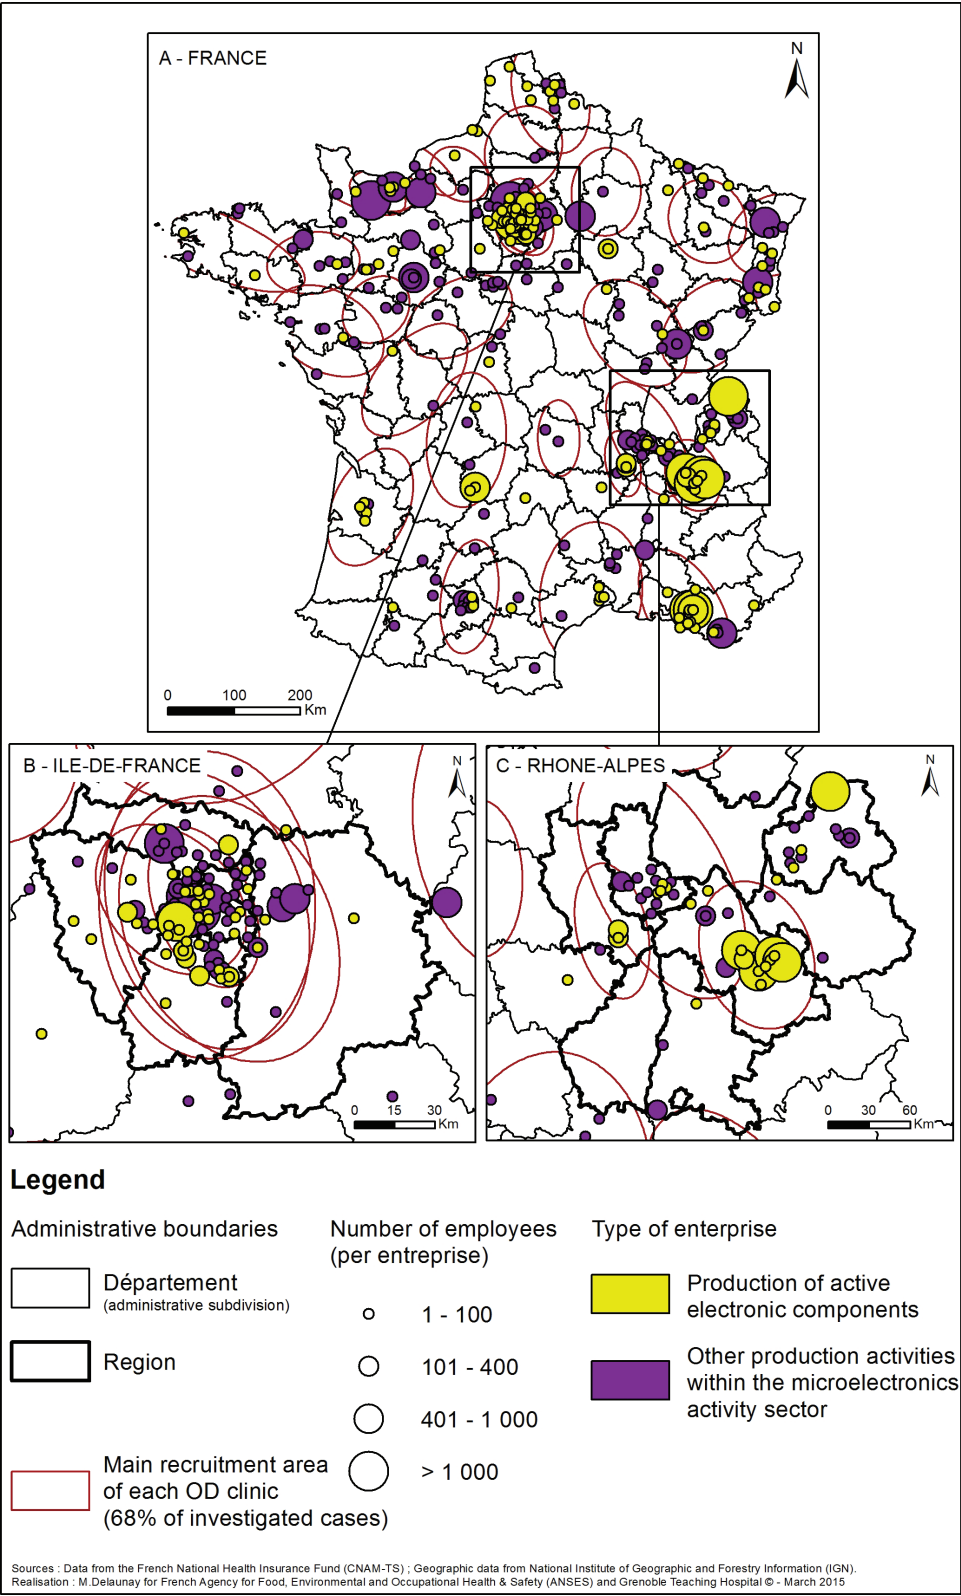 A - FRANCE
N
0 100 200
Km
B - ILE-DE-FRANCE
N
0 15 30
Km
C - RHONE-ALPES
N
0 30 60
Km
Legend
Administrative boundaries
Département
(administrative subdivision)
Region
Main recruitment area
of each OD clinic
(68% of investigated cases)
Number of employees
(per entreprise)
1 - 100
101 - 400
401 - 1 000
> 1 000
Type of enterprise
Production of active
electronic components
Other production activities
within the microelectronics
activity sector
Sources : Data from the French National Health Insurance Fund (CNAM-TS) ; Geographic data from National Institute of Geographic and Forestry Information (IGN).
Realisation : M.Delaunay for French Agency for Food, Environmental and Occupational Health & Safety (ANSES) and Grenoble Teaching Hospital © - March 2015